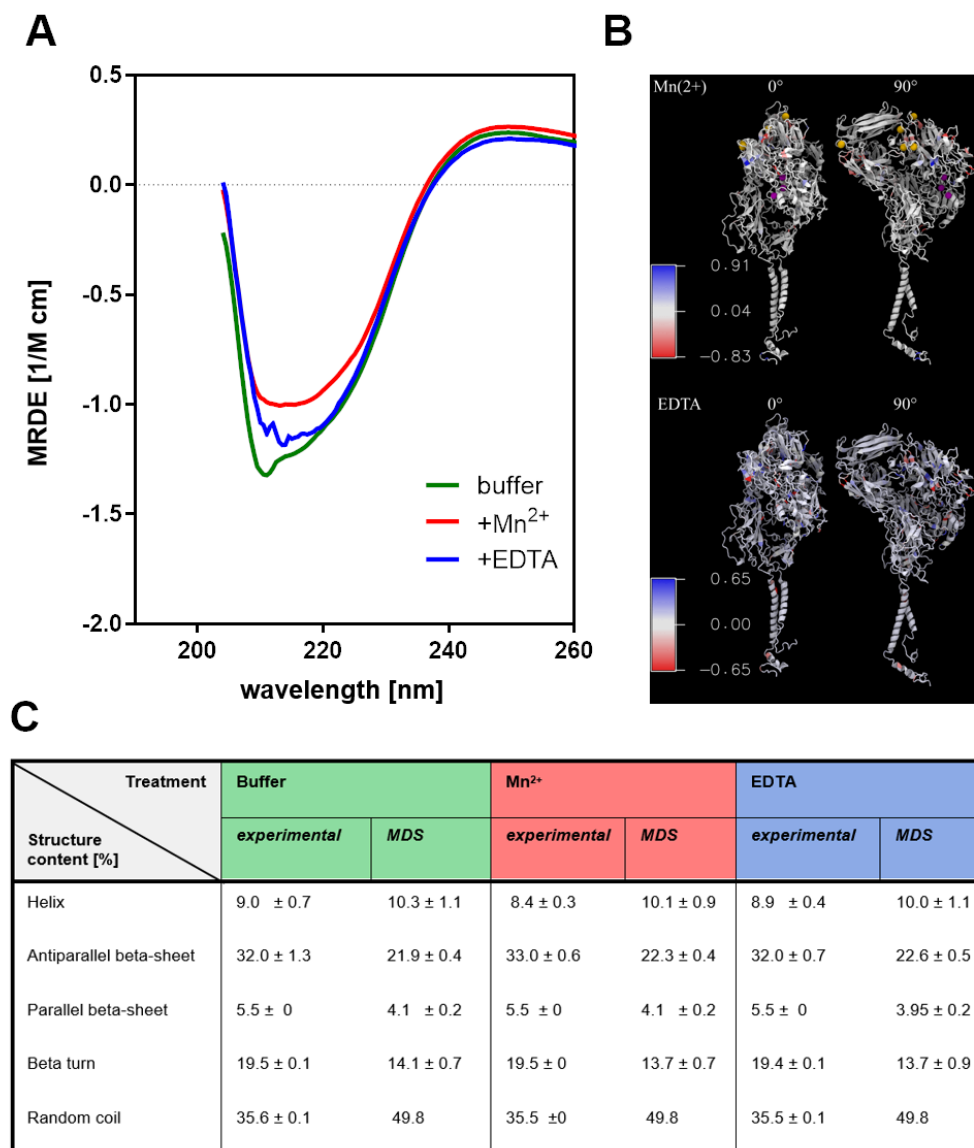 A
0.5
0.0
-0.5
-1.0
-1.5
-2.0
MRDE [1/M cm]
200
220
240
260
wavelength [nm]
buffer
+Mn²⁺
+EDTA
B
Mn(2+)
0°
90°
0.91
0.04
−0.83
EDTA
0°
90°
0.65
0.00
−0.65
C
Treatment
Structure content [%]
Buffer
Mn²⁺
EDTA
experimental MDS experimental MDS experimental MDS
Helix 9.0 ± 0.7 10.3 ± 1.1 8.4 ± 0.3 10.1 ± 0.9 8.9 ± 0.4 10.0 ± 1.1
Antiparallel beta-sheet 32.0 ± 1.3 21.9 ± 0.4 33.0 ± 0.6 22.3 ± 0.4 32.0 ± 0.7 22.6 ± 0.5
Parallel beta-sheet 5.5 ± 0 4.1 ± 0.2 5.5 ± 0 4.1 ± 0.2 5.5 ± 0 3.95 ± 0.2
Beta turn 19.5 ± 0.1 14.1 ± 0.7 19.5 ± 0 13.7 ± 0.7 19.4 ± 0.1 13.7 ± 0.9
Random coil 35.6 ± 0.1 49.8 35.5 ±0 49.8 35.5 ± 0.1 49.8